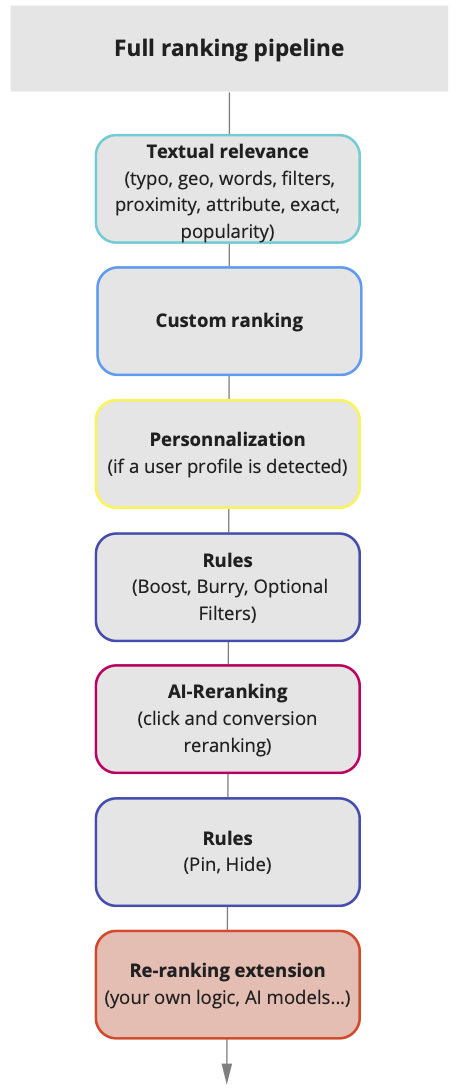 Full ranking pipeline
Textual relevance
(typo, geo, words, filters,
proximity, attribute, exact,
popularity)
Custom ranking
Personnalization
(if a user profile is detected)
Rules
(Boost, Burry, Optional
Filters)
AI-Reranking
(click and conversion
reranking)
Rules
(Pin, Hide)
Re-ranking extension
(your own logic, AI models...)